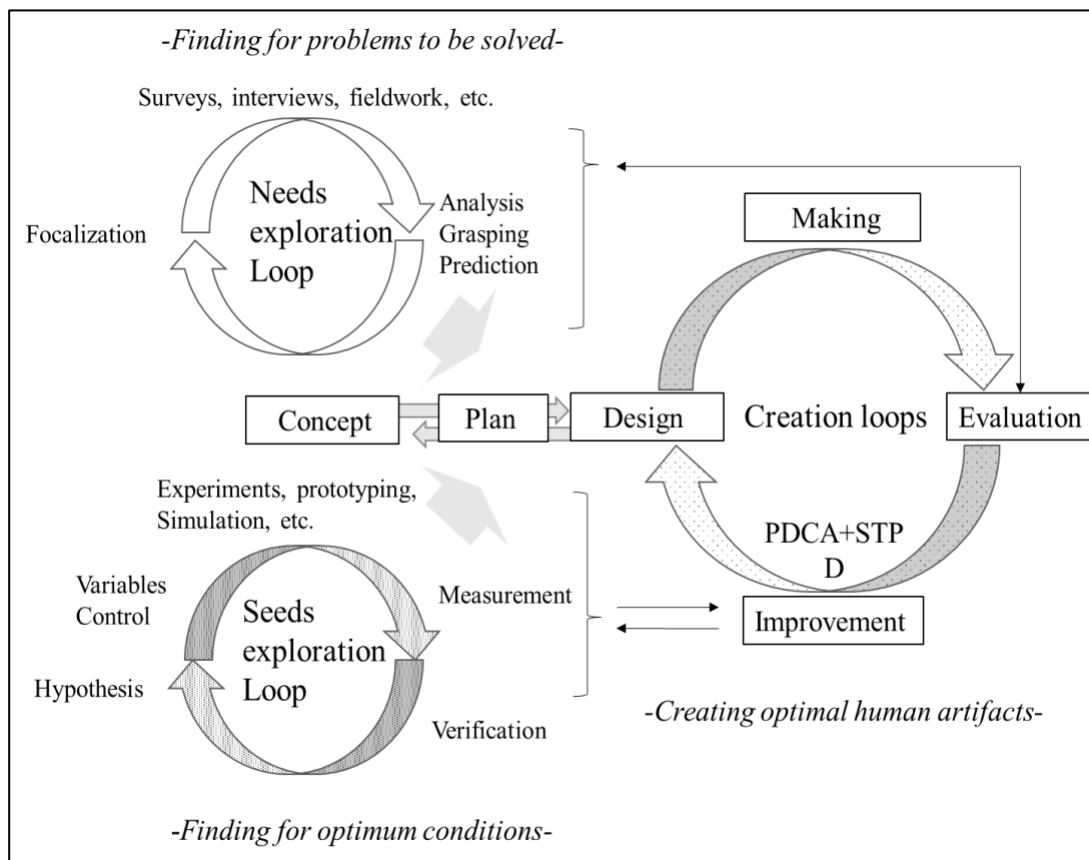 -Finding for problems to be solved-
Surveys, interviews, fieldwork, etc.
Needs
exploration
Loop
Focalization
Analysis
Grasping
Prediction
Making
Concept
Plan
Design
Creation loops
Evaluation
Experiments, prototyping,
Simulation, etc.
Variables
Control
Hypothesis
Seeds
exploration
Loop
Measurement
Verification
PDCA+STP
D
Improvement
-Creating optimal human artifacts-
-Finding for optimum conditions-